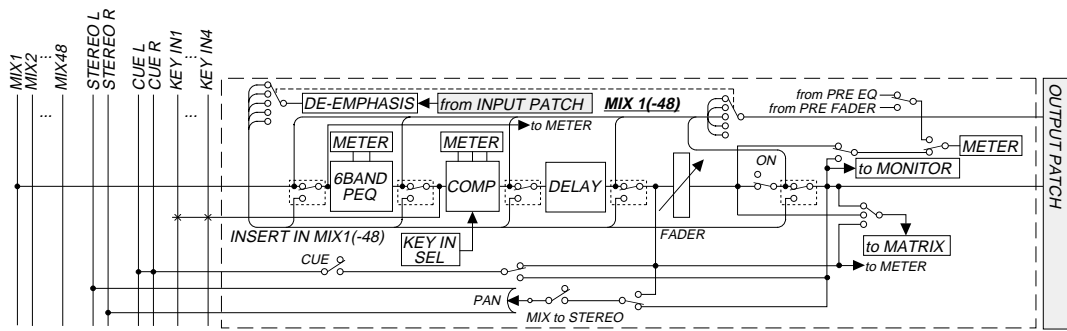 MIX1
MIX2
...
...
MIX48
STEREO L
STEREO R
CUE L
CUE R
KEY IN1
...
...
KEY IN4
DE-EMPHASIS
from INPUT PATCH
MIX 1(-48)
to METER
from PRE EQ
from PRE FADER
METER
OUTPUT PATCH
METER
METER
ON
to MONITOR
6BAND
PEQ
COMP
DELAY
INSERT IN MIX1(-48)
KEY IN
SEL
FADER
to MATRIX
CUE
to METER
PAN
MIX to STEREO